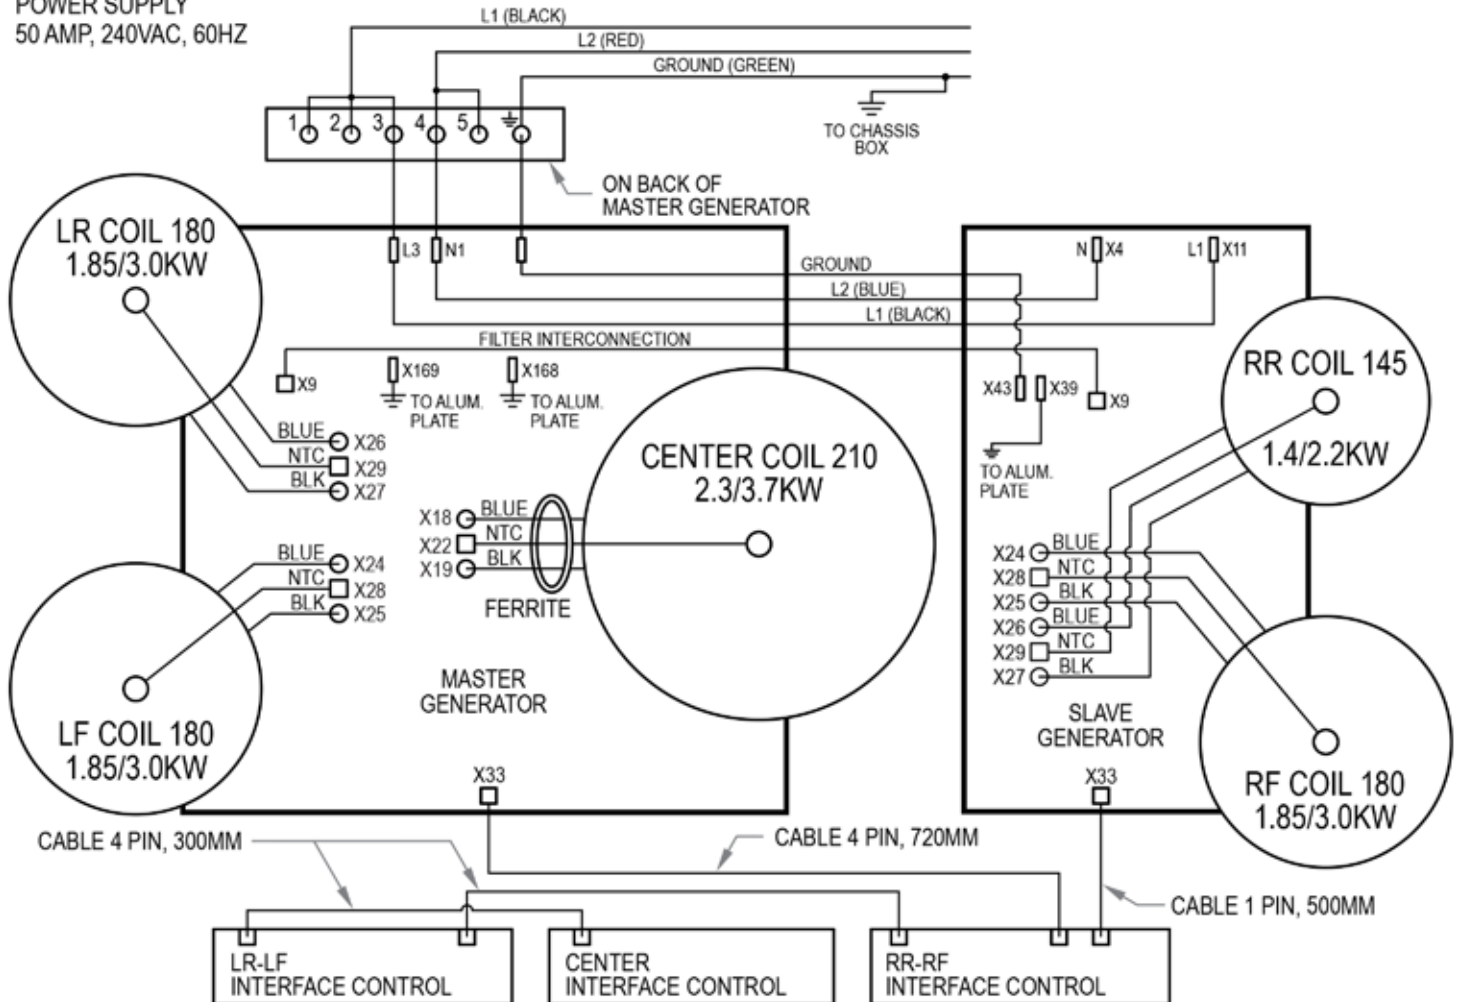 POWER SUPPLY
50 AMP, 240VAC, 60HZ
L1 (BLACK)
L2 (RED)
GROUND (GREEN)
1 2 3 4 5
TO CHASSIS
BOX
ON BACK OF
MASTER GENERATOR
LR COIL 180
1.85/3.0KW
L3 N1
N X4
L1 X11
GROUND
L2 (BLUE)
L1 (BLACK)
FILTER INTERCONNECTION
X9
X169
TO ALUM.
PLATE
X168
TO ALUM.
PLATE
X43 X39
X9
TO ALUM.
PLATE
RR COIL 145
1.4/2.2KW
BLUE X26
NTC X29
BLK X27
CENTER COIL 210
2.3/3.7KW
X18 BLUE
X22 NTC
X19 BLK
FERRITE
BLUE X24
NTC X28
BLK X25
X24 BLUE
X28 NTC
X25 BLK
X26 BLUE
X29 NTC
X27 BLK
MASTER
GENERATOR
SLAVE
GENERATOR
LF COIL 180
1.85/3.0KW
RF COIL 180
1.85/3.0KW
X33
X33
CABLE 4 PIN, 300MM
CABLE 4 PIN, 720MM
CABLE 1 PIN, 500MM
LR-LF
INTERFACE CONTROL
CENTER
INTERFACE CONTROL
RR-RF
INTERFACE CONTROL